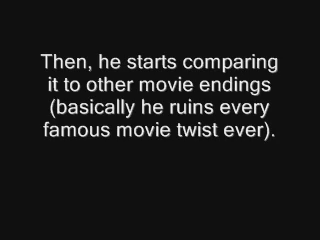 Then, he starts comparing
it to other movie endings
(basically he ruins every
famous movie twist ever).